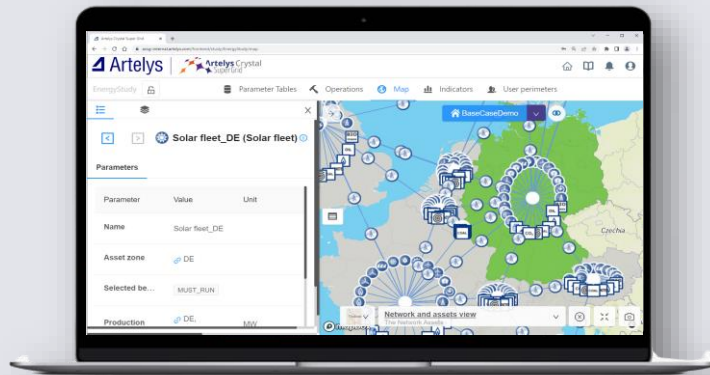 Artelys
Artelys Crystal
SuperGrid
EnergyStudy
Parameter Tables
Operations
Map
Indicators
User perimeters
BaseCaseDemo
Solar fleet_DE (Solar fleet)
Parameters
Parameter Value Unit
Name Solar fleet_DE
Asset zone DE
Selected be... MUST_RUN
Production DE, MW
Czechia
Network and assets view
The Network Assets